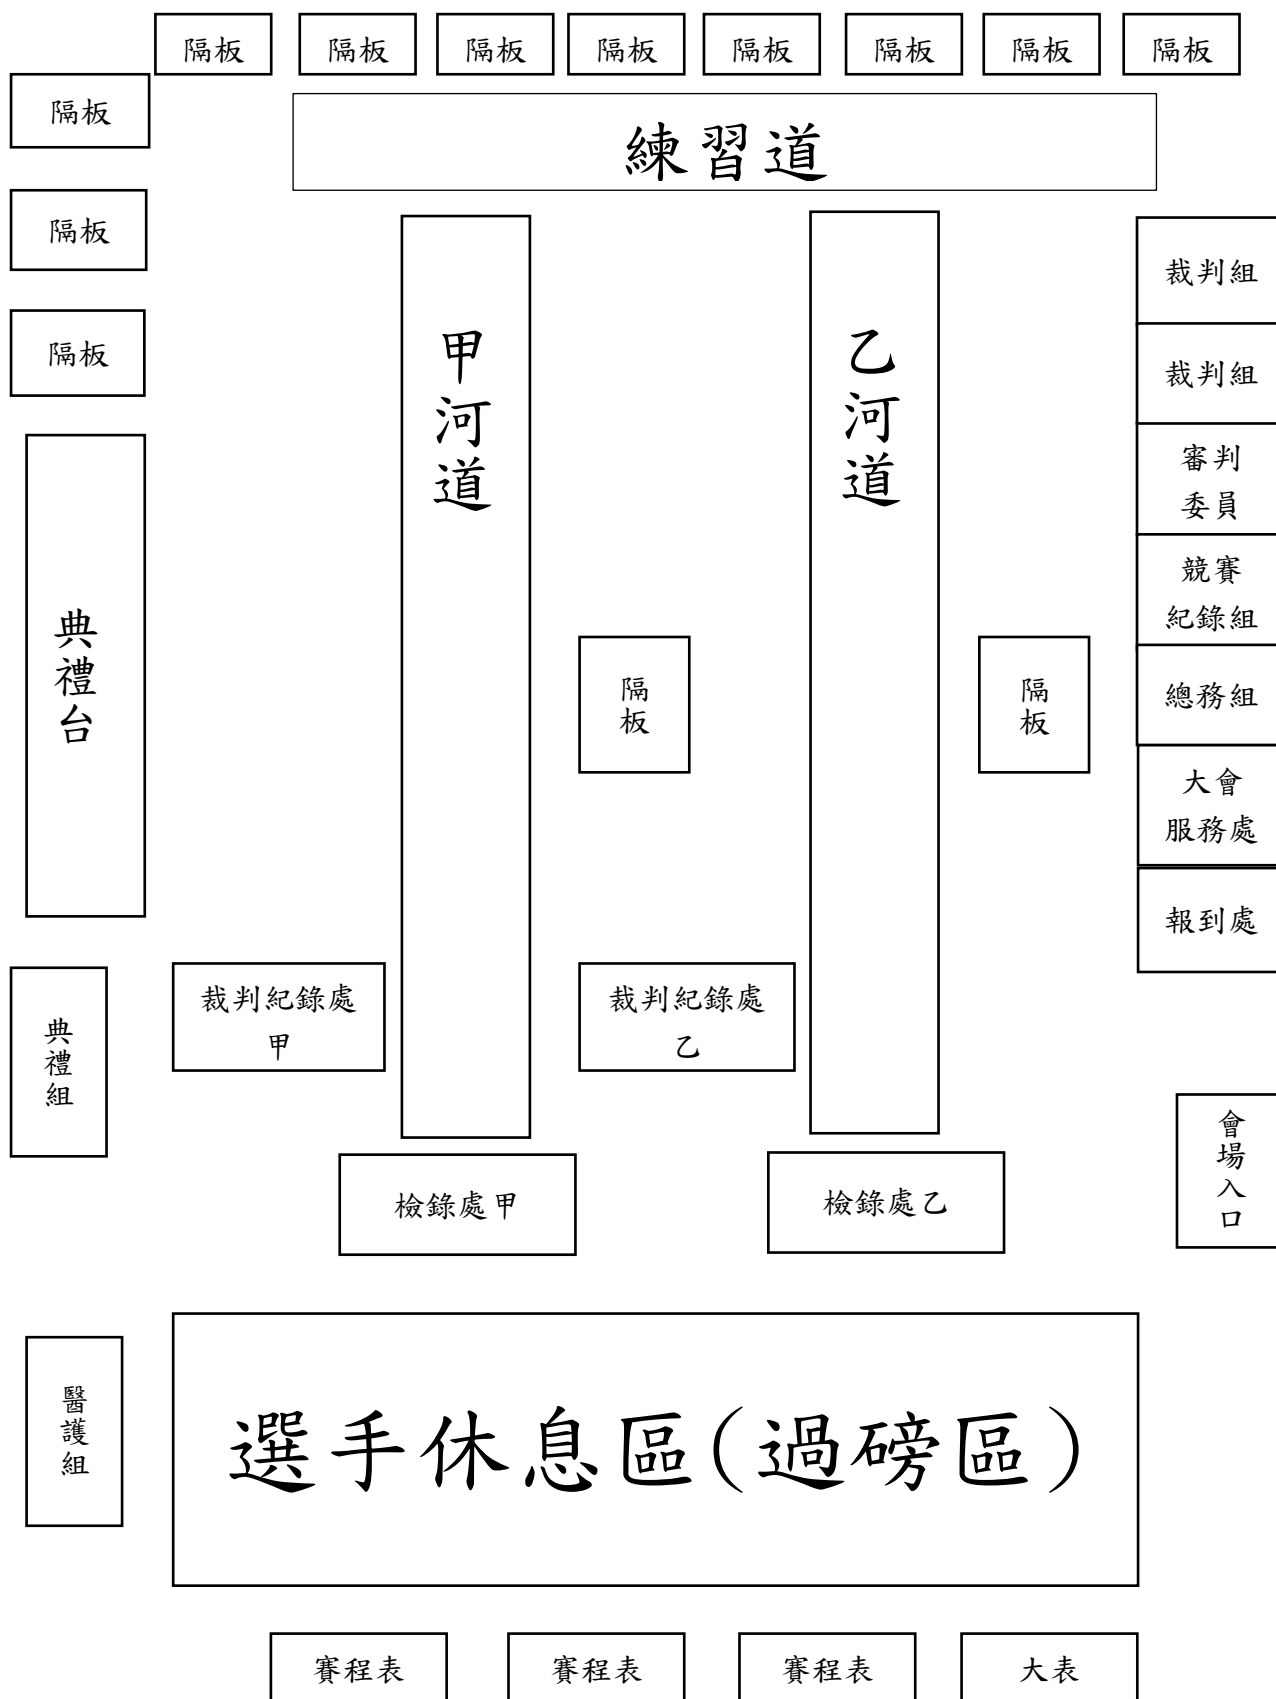 隔板
隔板
隔板
隔板
隔板
隔板
隔板
隔板
隔板
練習道
隔板
隔板
甲河道
乙河道
裁判組
裁判組
審判
委員
競賽
紀錄組
總務組
大會
服務處
報到處
典禮台
隔板
隔板
裁判紀錄處
甲
裁判紀錄處
乙
典禮組
會場入口
檢錄處甲
檢錄處乙
醫護組
選手休息區(過磅區)
賽程表
賽程表
賽程表
大表